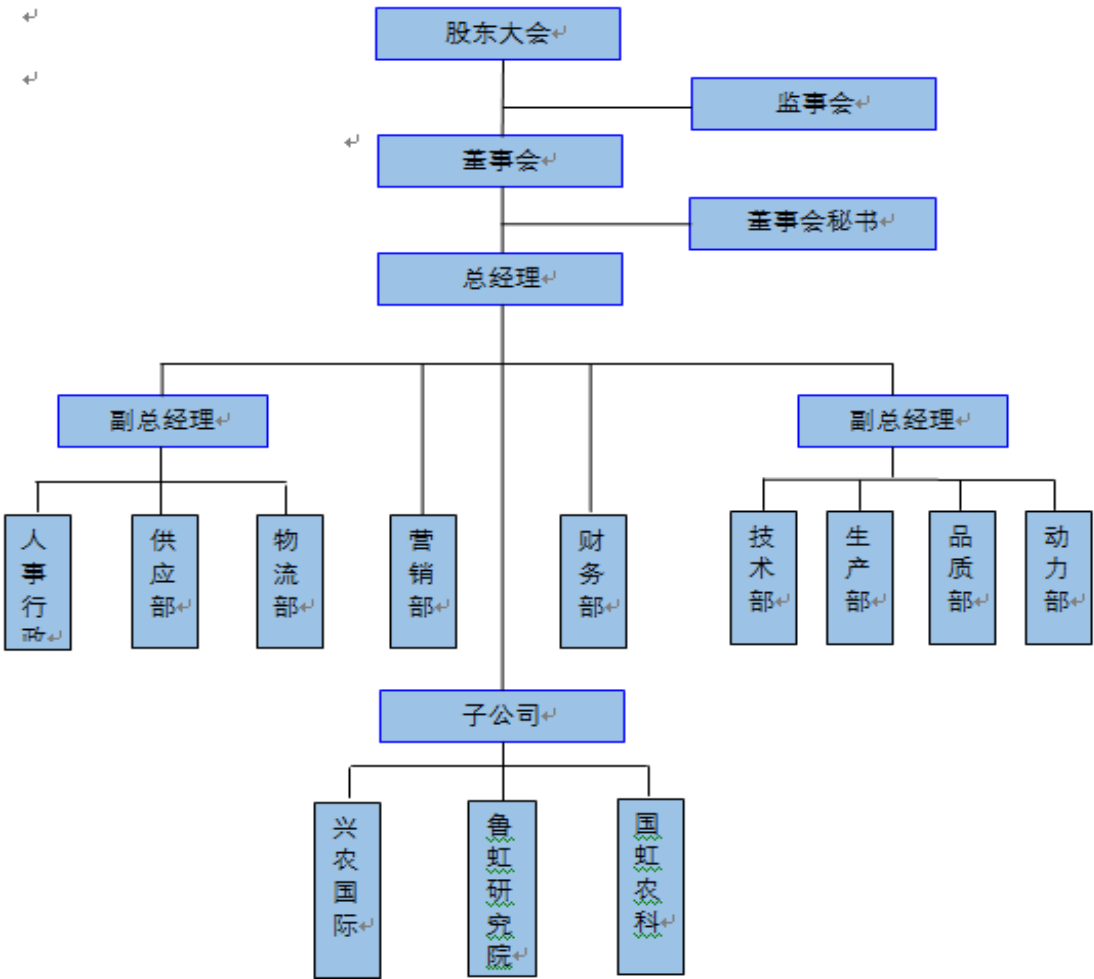 股东大会
监事会
董事会
董事会秘书
总经理
副总经理
副总经理
人事行政
供应部
物流部
营销部
财务部
技术部
生产部
品质部
动力部
子公司
兴农国际
鲁虹研究院
国虹农科